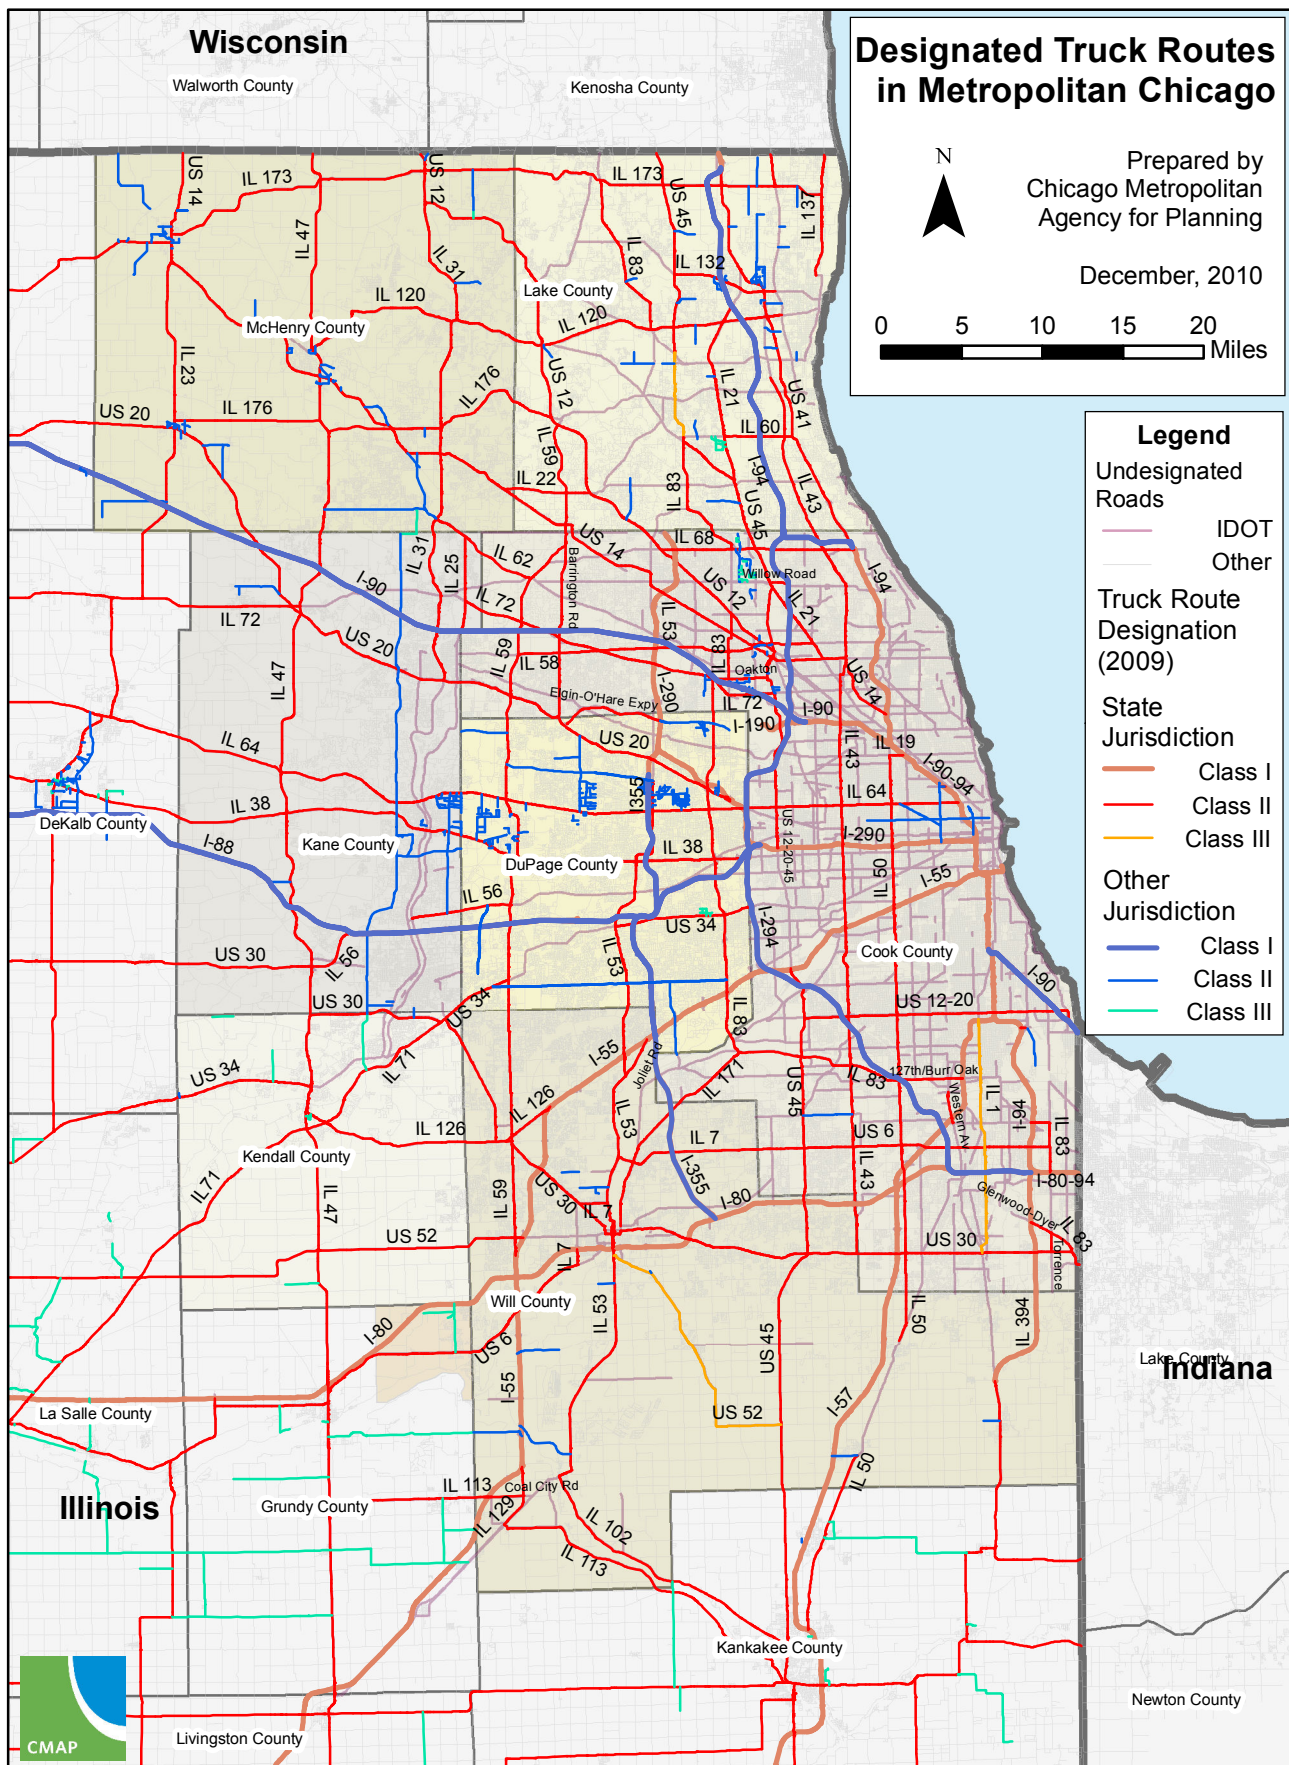 Wisconsin
Walworth County
Kenosha County
Designated Truck Routes
in Metropolitan Chicago
N
Prepared by
Chicago Metropolitan
Agency for Planning
December, 2010
0 5 10 15 20
Miles
Legend
Undesignated
Roads
IDOT
Other
Truck Route
Designation
(2009)
State
Jurisdiction
Class I
Class II
Class III
Other
Jurisdiction
Class I
Class II
Class III
US 14
IL 173
IL 47
US 12
IL 173
US 45
IL 137
IL 31
IL 83
IL 132
Lake County
IL 120
McHenry County
IL 120
IL 23
US 12
IL 176
IL 21
US 41
US 20
IL 176
IL 60
IL 59
I-94
IL 22
IL 83
IL 43
US 45
IL 31
IL 62
US 14
IL 68
I-94
IL 25
Barrington Rd
Willow Road
US 12
I-90
IL 72
IL 21
IL 72
IL 53
US 20
IL 59
IL 58
IL 83
Oakton
US 14
IL 47
Elgin-O'Hare Expy
I-290
IL 72
I-90
I-190
IL 64
US 20
IL 43
IL 19
I-90-94
I355
IL 38
IL 64
DeKalb County
I-88
Kane County
DuPage County
IL 38
US 12-20-45
I-290
IL 50
I-55
IL 56
US 34
I-294
US 30
IL 56
IL 53
Cook County
I-90
US 30
US 34
IL 83
US 12-20
I-55
Joliet Rd
US 34
IL 71
IL 171
US 45
IL 83
127th/Burr Oak
Western Av
IL 1
I-94
IL 126
IL 126
IL 53
IL 7
US 6
IL 83
Kendall County
IL 71
IL 47
IL 59
US 30
IL 7
I-355
I-80
IL 43
I-80-94
Glenwood-Dyer
IL 83
US 52
IL 7
US 30
Torrence
Will County
IL 53
IL 50
IL 394
I-80
US 6
US 45
Lake County
Indiana
I-55
I-57
La Salle County
US 52
IL 50
IL 113
Coal City Rd
Illinois
Grundy County
IL 129
IL 102
IL 113
Kankakee County
Newton County
Livingston County
CMAP